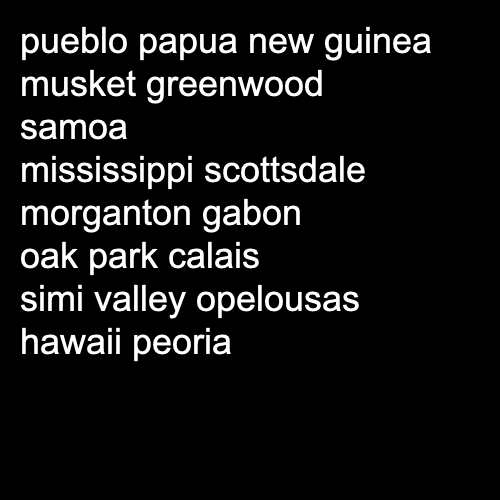 pueblo papua new guinea
musket greenwood
samoa
mississippi scottsdale
morganton gabon
oak park calais
simi valley opelousas
hawaii peoria